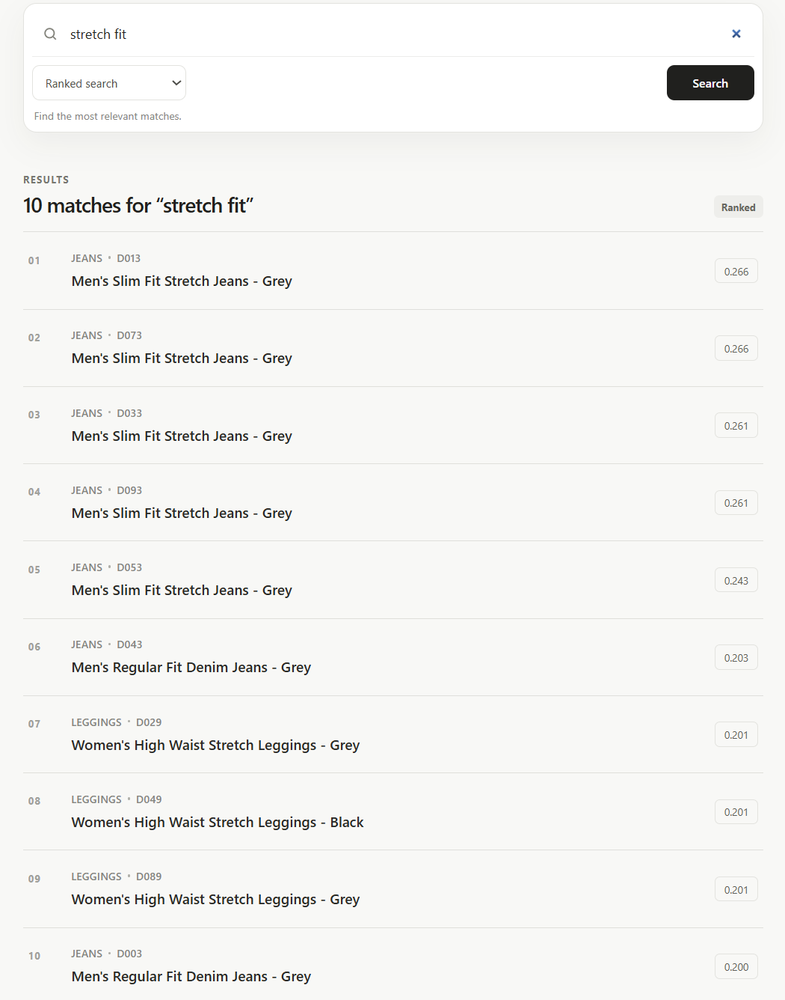 stretch fit
Ranked search
Search
Find the most relevant matches.
RESULTS
10 matches for “stretch fit”
Ranked
01
JEANS • D013
Men's Slim Fit Stretch Jeans - Grey
0.266
02
JEANS • D073
Men's Slim Fit Stretch Jeans - Grey
0.266
03
JEANS • D033
Men's Slim Fit Stretch Jeans - Grey
0.261
04
JEANS • D093
Men's Slim Fit Stretch Jeans - Grey
0.261
05
JEANS • D053
Men's Slim Fit Stretch Jeans - Grey
0.243
06
JEANS • D043
Men's Regular Fit Denim Jeans - Grey
0.203
07
LEGGINGS • D029
Women's High Waist Stretch Leggings - Grey
0.201
08
LEGGINGS • D049
Women's High Waist Stretch Leggings - Black
0.201
09
LEGGINGS • D089
Women's High Waist Stretch Leggings - Grey
0.201
10
JEANS • D003
Men's Regular Fit Denim Jeans - Grey
0.200